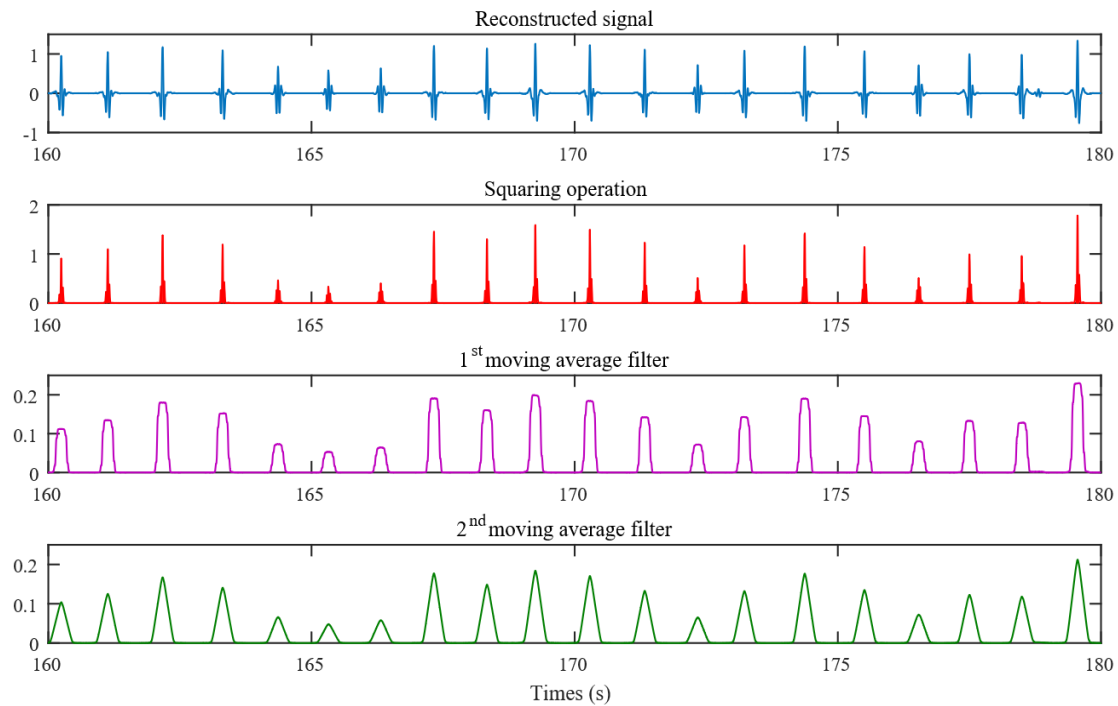 Reconstructed signal
1
0
-1
160 165 170 175 180
Squaring operation
2
1
0
160 165 170 175 180
1st moving average filter
0.2
0.1
0
160 165 170 175 180
2nd moving average filter
0.2
0.1
0
160 165 170 175 180
Times (s)